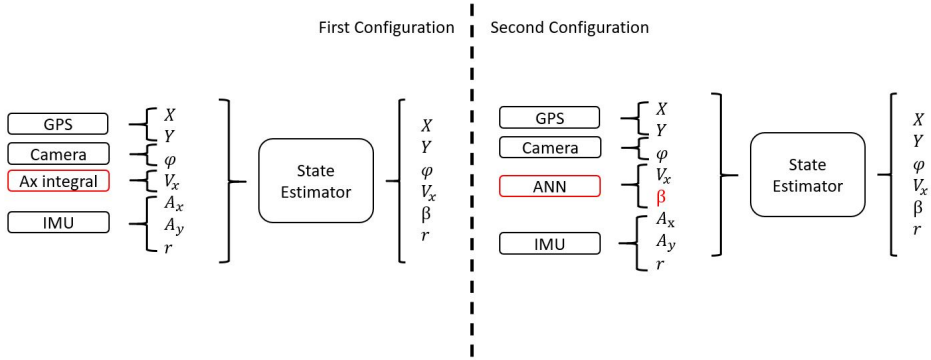 First Configuration
GPS
X
Y
Camera
φ
Ax integral
Vx
IMU
Ax
Ay
r
State
Estimator
X
Y
φ
Vx
β
r
Second Configuration
GPS
X
Y
Camera
φ
ANN
Vx
β
IMU
Ax
Ay
r
State
Estimator
X
Y
φ
Vx
β
r